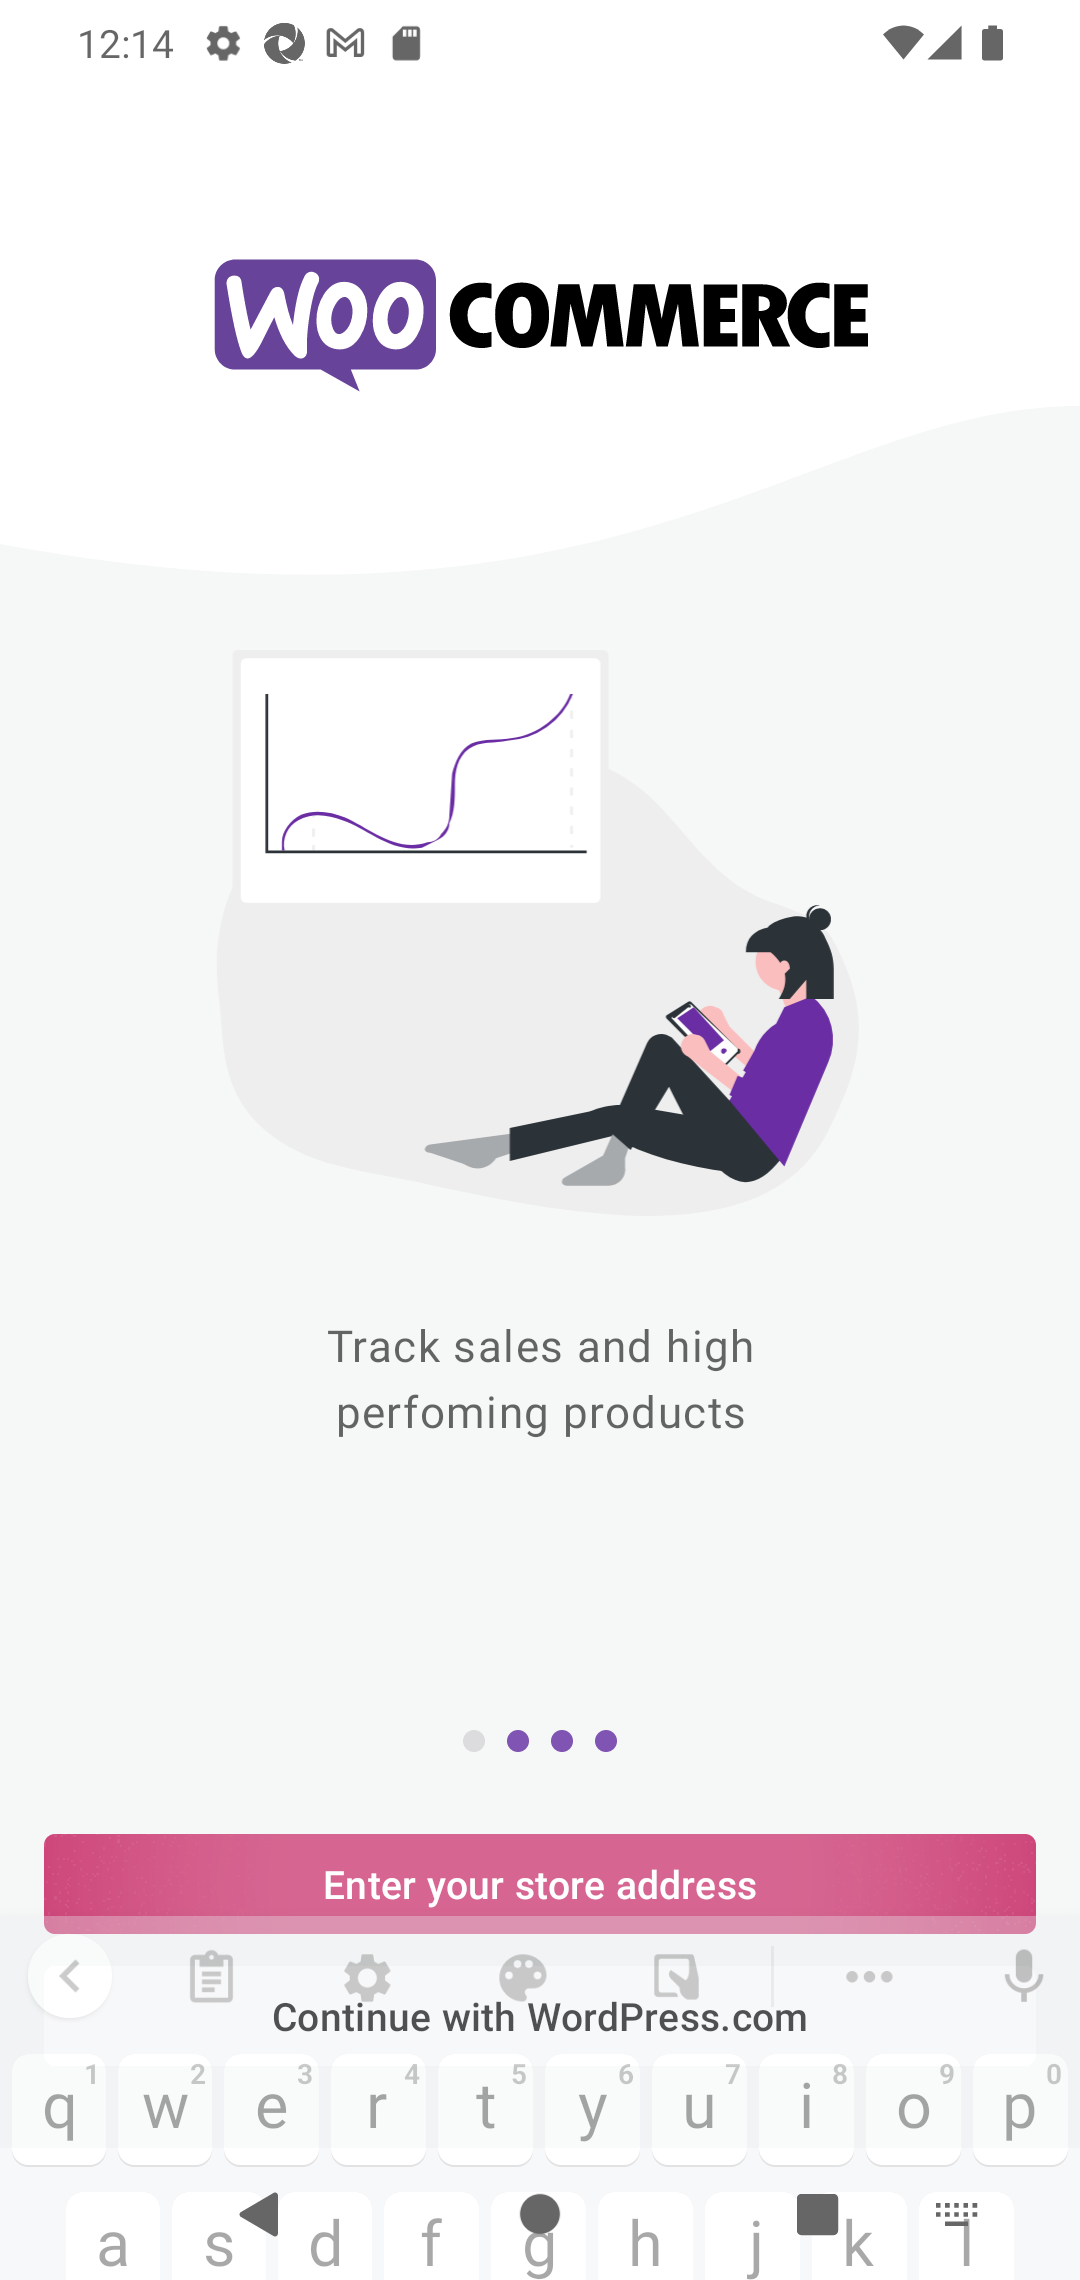 12:14
WOO COMMERCE
Track sales and high
perfoming products
Enter your store address
Continue with WordPress.com
1 2 3 4 5 6 7 8 9 0
q w e r t y u i o p
a s d f g h j k l